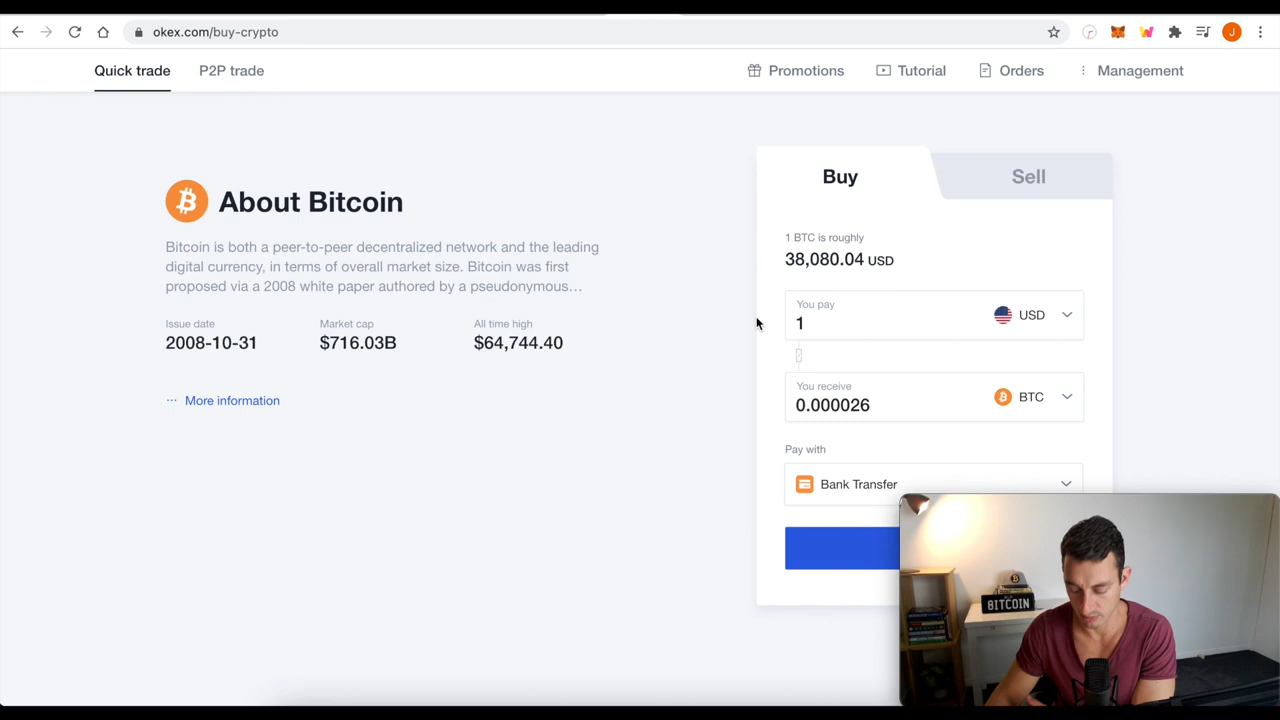 okex.com/buy-crypto
J
Quick trade
P2P trade
Promotions
Tutorial
Orders
Management
About Bitcoin
Bitcoin is both a peer-to-peer decentralized network and the leading
digital currency, in terms of overall market size. Bitcoin was first
proposed via a 2008 white paper authored by a pseudonymous…
Issue date
Market cap
All time high
2008-10-31
$716.03B
$64,744.40
··· More information
Buy
Sell
1 BTC is roughly
38,080.04 USD
You pay
1
USD
You receive
0.000026
BTC
Pay with
Bank Transfer
BITCOIN